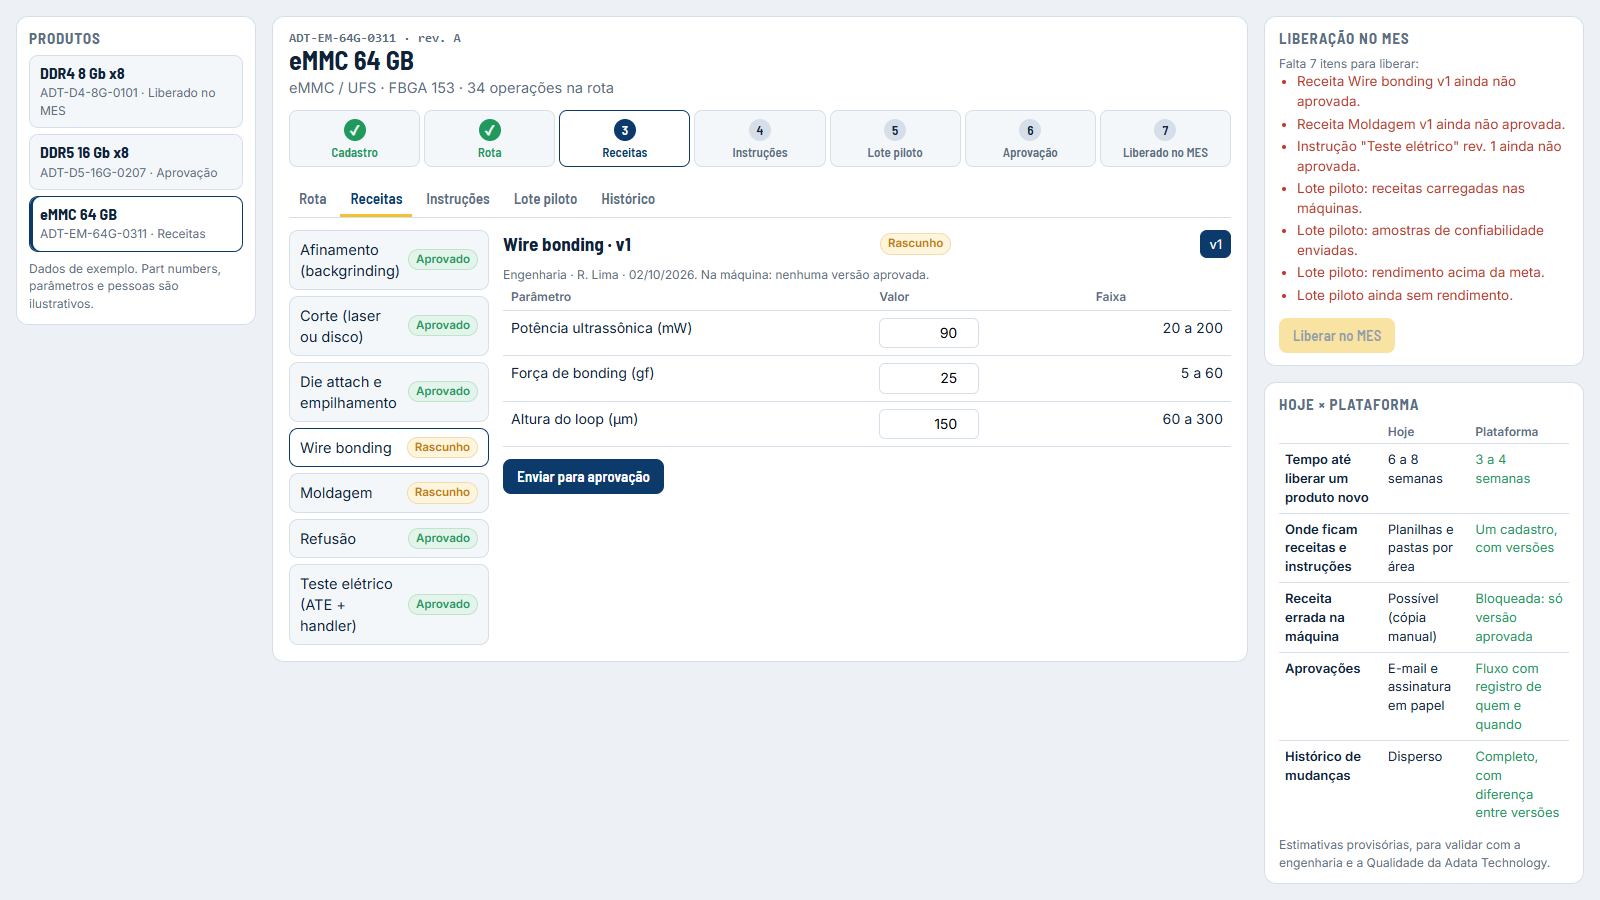 PRODUTOS
DDR4 8 Gb x8
ADT-D4-8G-0101 · Liberado no
MES
DDR5 16 Gb x8
ADT-D5-16G-0207 · Aprovação
eMMC 64 GB
ADT-EM-64G-0311 · Receitas
Dados de exemplo. Part numbers,
parâmetros e pessoas são
ilustrativos.
ADT-EM-64G-0311 · rev. A
eMMC 64 GB
eMMC / UFS · FBGA 153 · 34 operações na rota
✓ ✓ 3 4 5 6 7
Cadastro Rota Receitas Instruções Lote piloto Aprovação Liberado no MES
Rota Receitas Instruções Lote piloto Histórico
Afinamento
(backgrinding)
Aprovado
Corte (laser
ou disco)
Aprovado
Die attach e
empilhamento
Aprovado
Wire bonding Rascunho
Moldagem Rascunho
Refusão Aprovado
Teste elétrico
(ATE +
handler)
Aprovado
Wire bonding · v1 Rascunho v1
Engenharia · R. Lima · 02/10/2026. Na máquina: nenhuma versão aprovada.
Parâmetro Valor Faixa
Potência ultrassônica (mW) 90 20 a 200
Força de bonding (gf) 25 5 a 60
Altura do loop (µm) 150 60 a 300
Enviar para aprovação
LIBERAÇÃO NO MES
Falta 7 itens para liberar:
• Receita Wire bonding v1 ainda não
aprovada.
• Receita Moldagem v1 ainda não aprovada.
• Instrução "Teste elétrico" rev. 1 ainda não
aprovada.
• Lote piloto: receitas carregadas nas
máquinas.
• Lote piloto: amostras de confiabilidade
enviadas.
• Lote piloto: rendimento acima da meta.
• Lote piloto ainda sem rendimento.
Liberar no MES
HOJE × PLATAFORMA
Hoje Plataforma
Tempo até 6 a 8 3 a 4
liberar um semanas semanas
produto novo
Onde ficam Planilhas e Um cadastro,
receitas e pastas por com versões
instruções área
Receita Possível Bloqueada: só
errada na (cópia versão
máquina manual) aprovada
Aprovações E-mail e Fluxo com
assinatura registro de
em papel quem e
quando
Histórico de Disperso Completo,
mudanças com
diferença
entre versões
Estimativas provisórias, para validar com a
engenharia e a Qualidade da Adata Technology.